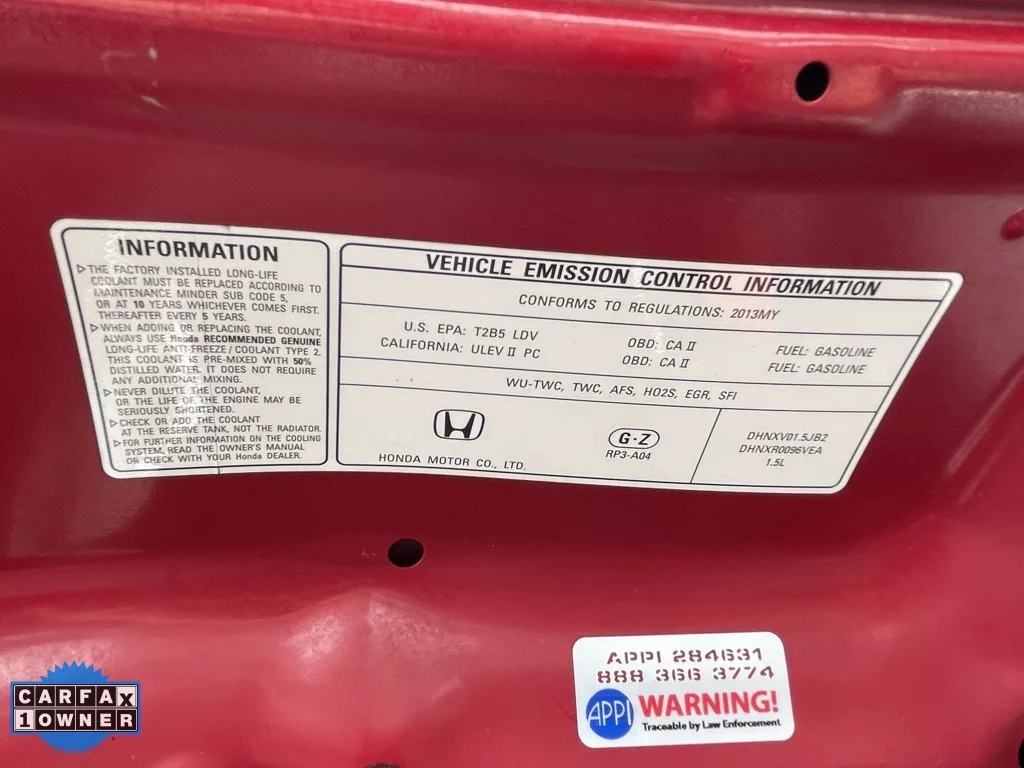 INFORMATION
▷THE FACTORY INSTALLED LONG-LIFE
COOLANT MUST BE REPLACED ACCORDING TO
MAINTENANCE MINDER SUB CODE 5,
OR AT 10 YEARS WHICHEVER COMES FIRST.
THEREAFTER EVERY 5 YEARS.
▷WHEN ADDING OR REPLACING THE COOLANT,
ALWAYS USE Honda RECOMMENDED GENUINE
LONG-LIFE ANTI-FREEZE/COOLANT TYPE 2.
THIS COOLANT IS PRE-MIXED WITH 50%
DISTILLED WATER. IT DOES NOT REQUIRE
ANY ADDITIONAL MIXING.
▷NEVER DILUTE THE COOLANT,
OR THE LIFE OF THE ENGINE MAY BE
SERIOUSLY SHORTENED.
▷CHECK OR ADD THE COOLANT
AT THE RESERVE TANK, NOT THE RADIATOR.
▷FOR FURTHER INFORMATION ON THE COOLING
SYSTEM, READ THE OWNER'S MANUAL
OR CHECK WITH YOUR Honda DEALER.
VEHICLE EMISSION CONTROL INFORMATION
CONFORMS TO REGULATIONS: 2013MY
U.S. EPA: T2B5 LDV OBD: CA II FUEL: GASOLINE
CALIFORNIA: ULEV II PC OBD: CA II FUEL: GASOLINE
WU-TWC, TWC, AFS, HO2S, EGR, SFI
HONDA MOTOR CO., LTD.
G·Z
RP3-A04
DHNXV01.5JB2
DHNXR0096VEA
1.5L
APPI 284631
888 366 3774
APPI WARNING!
Traceable by Law Enforcement
CARFAX
1 OWNER